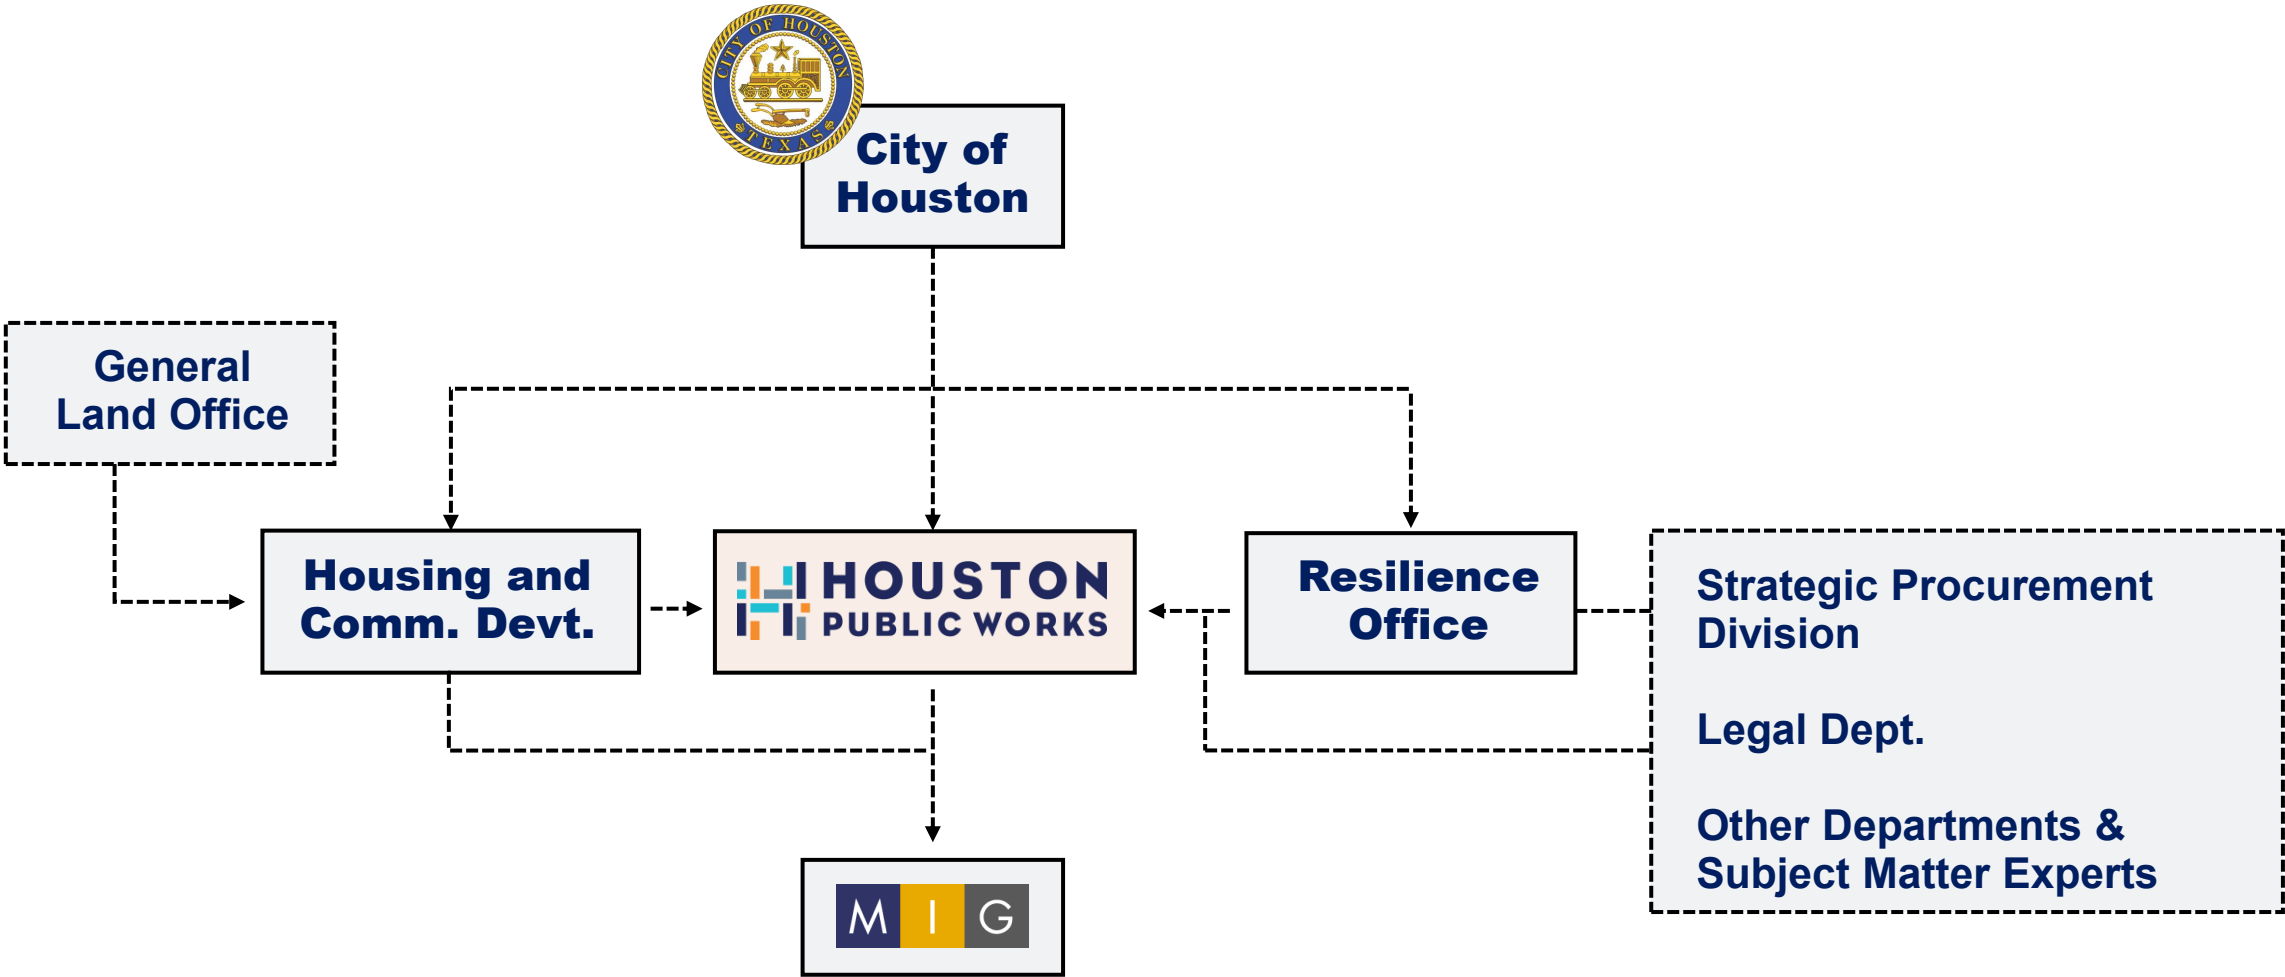 CITY OF HOUSTON
TEXAS
City of
Houston
General
Land Office
Housing and
Comm. Devt.
HOUSTON
PUBLIC WORKS
Resilience
Office
Strategic Procurement
Division
Legal Dept.
Other Departments &
Subject Matter Experts
MIG